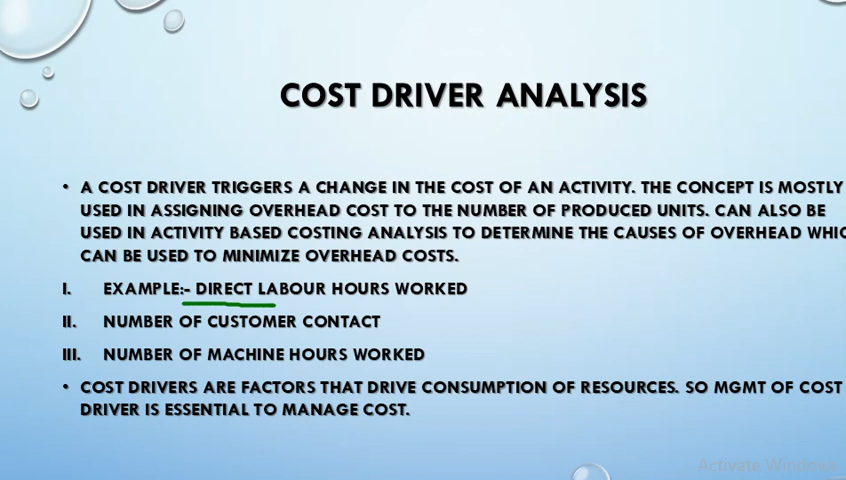 COST DRIVER ANALYSIS
• A COST DRIVER TRIGGERS A CHANGE IN THE COST OF AN ACTIVITY. THE CONCEPT IS MOSTLY
USED IN ASSIGNING OVERHEAD COST TO THE NUMBER OF PRODUCED UNITS. CAN ALSO BE
USED IN ACTIVITY BASED COSTING ANALYSIS TO DETERMINE THE CAUSES OF OVERHEAD WHIC
CAN BE USED TO MINIMIZE OVERHEAD COSTS.
I. EXAMPLE:- DIRECT LABOUR HOURS WORKED
II. NUMBER OF CUSTOMER CONTACT
III. NUMBER OF MACHINE HOURS WORKED
• COST DRIVERS ARE FACTORS THAT DRIVE CONSUMPTION OF RESOURCES. SO MGMT OF COST
DRIVER IS ESSENTIAL TO MANAGE COST.
Activate Windows